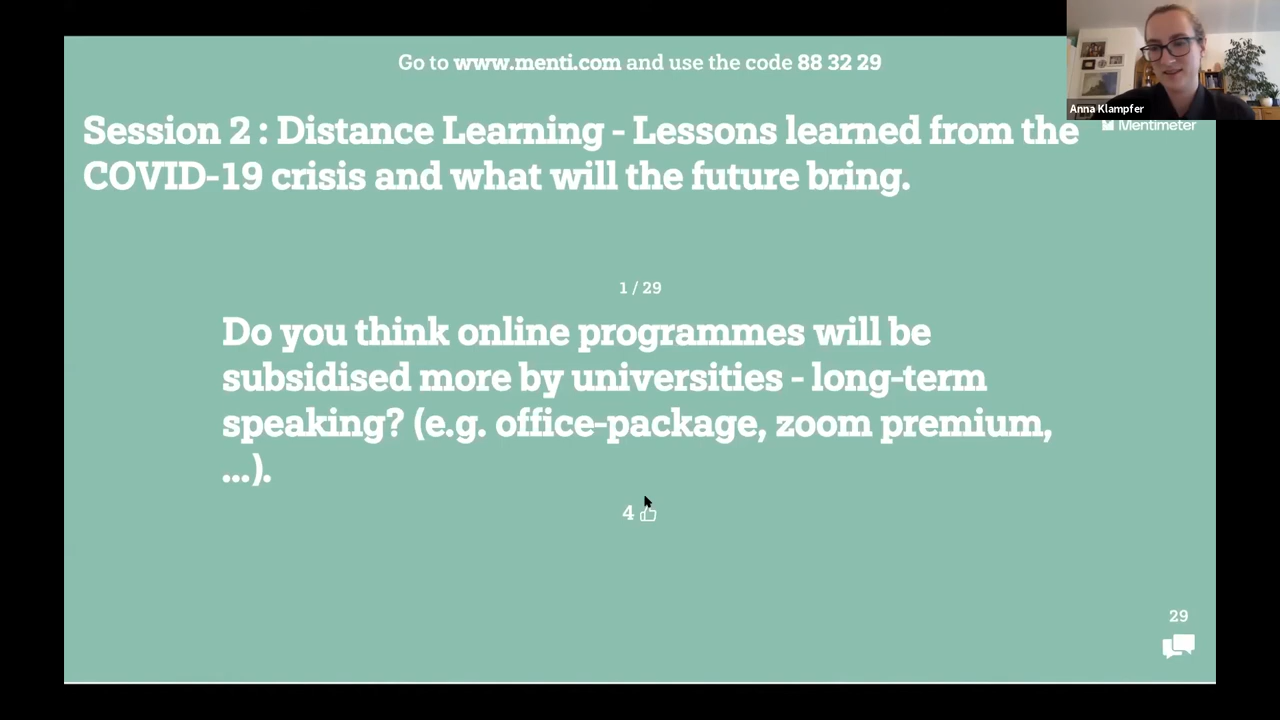 Go to www.menti.com and use the code 88 32 29
Anna Klampfer
Mentimeter
Session 2 : Distance Learning - Lessons learned from the
COVID-19 crisis and what will the future bring.
1 / 29
Do you think online programmes will be
subsidised more by universities - long-term
speaking? (e.g. office-package, zoom premium,
...).
4
29